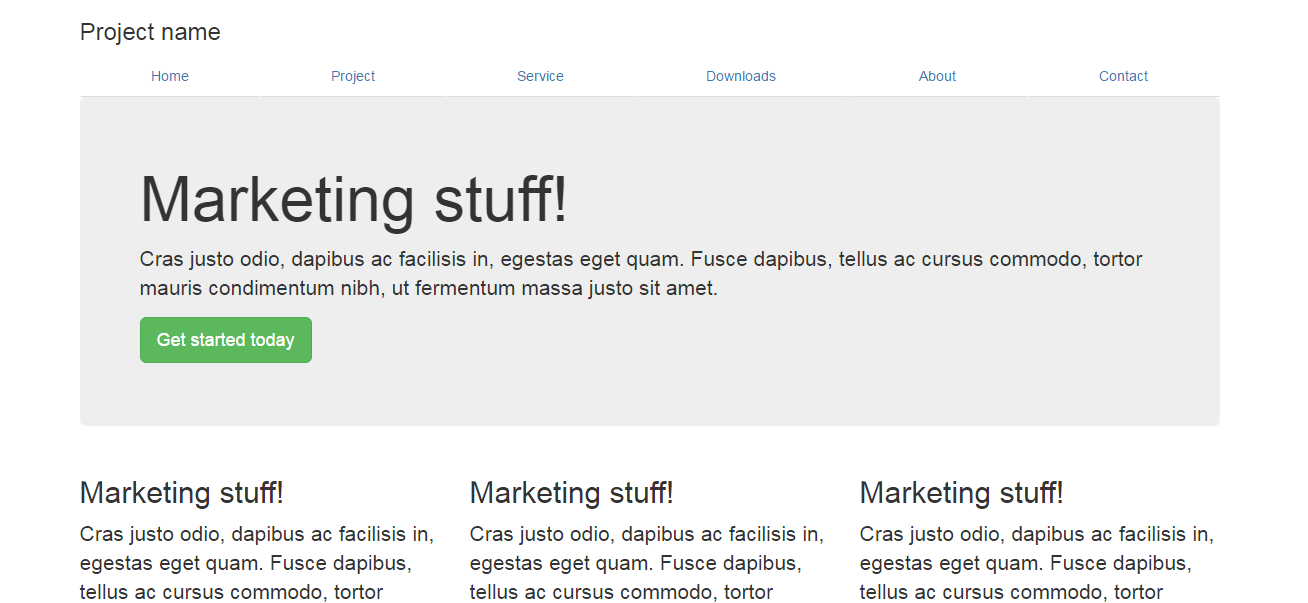 Project name
Home Project Service Downloads About Contact
Marketing stuff!
Cras justo odio, dapibus ac facilisis in, egestas eget quam. Fusce dapibus, tellus ac cursus commodo, tortor
mauris condimentum nibh, ut fermentum massa justo sit amet.
Get started today
Marketing stuff!
Cras justo odio, dapibus ac facilisis in,
egestas eget quam. Fusce dapibus,
tellus ac cursus commodo, tortor
Marketing stuff!
Cras justo odio, dapibus ac facilisis in,
egestas eget quam. Fusce dapibus,
tellus ac cursus commodo, tortor
Marketing stuff!
Cras justo odio, dapibus ac facilisis in,
egestas eget quam. Fusce dapibus,
tellus ac cursus commodo, tortor